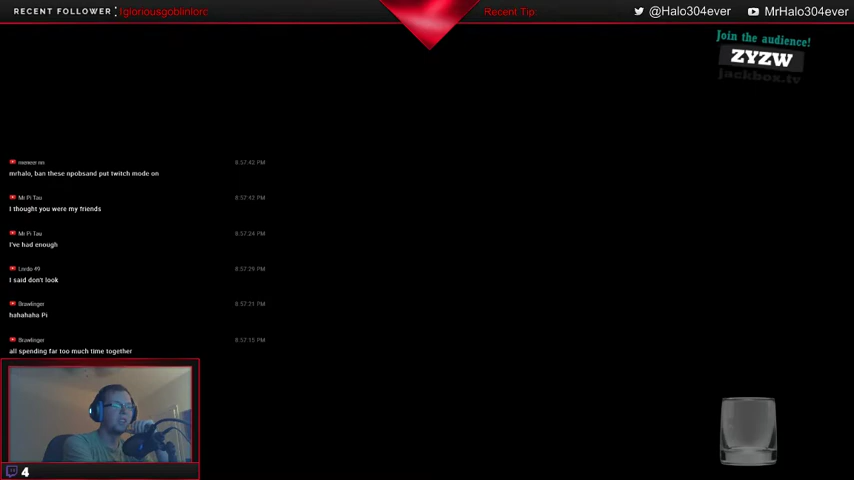 RECENT FOLLOWER
Recent Tip:
@Halo304ever
MrHalo304ever
Join the audience!
ZYZW
jackbox.tv
8:57:42 PM
mrhalo, ban these npobsand put twitch mode on
Mr Pi Tau 8:57:42 PM
I thought you were my friends
Mr Pi Tau 8:57:24 PM
I've had enough
Lordo 49 8:57:29 PM
I said don't look
Brawlinger 8:57:21 PM
hahahaha Pi
Brawlinger 8:57:15 PM
all spending far too much time together
4